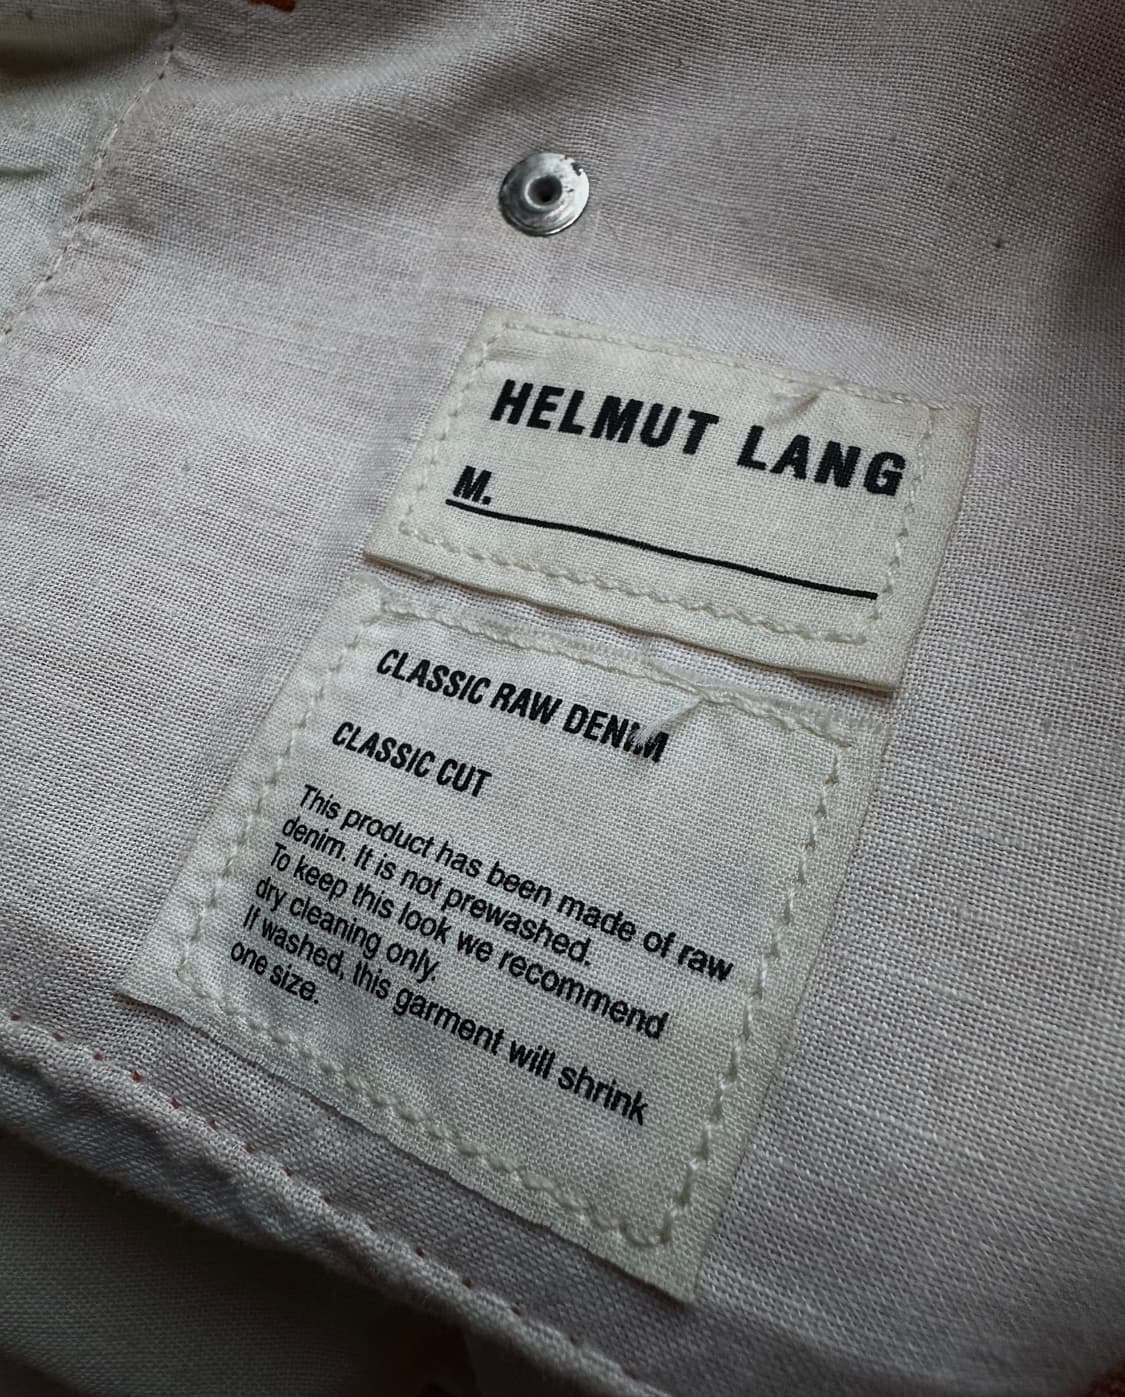 HELMUT LANG
M.
CLASSIC RAW DENIM
CLASSIC CUT
This product has been made of raw
denim. It is not prewashed.
To keep this look we recommend
dry cleaning only.
If washed, this garment will shrink
one size.